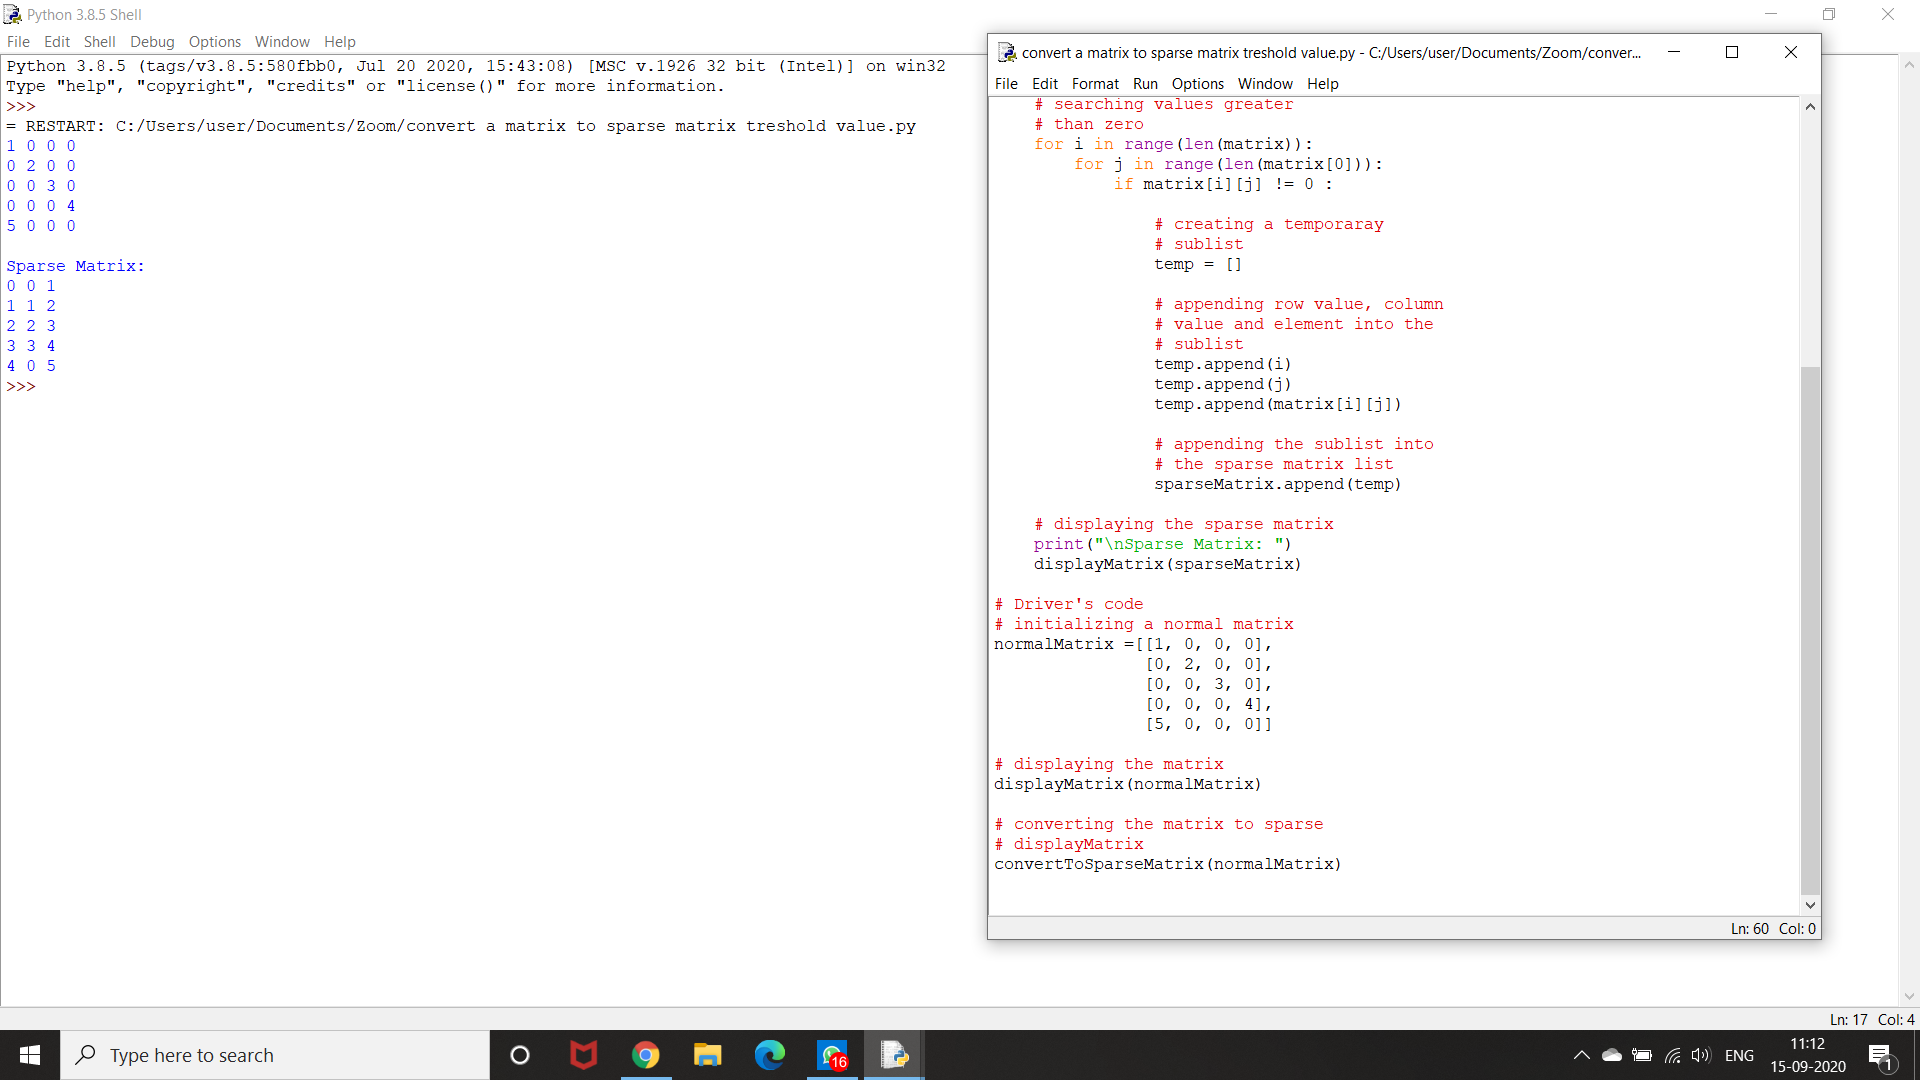 Python 3.8.5 Shell
File Edit Shell Debug Options Window Help
Python 3.8.5 (tags/v3.8.5:580fbb0, Jul 20 2020, 15:43:08) [MSC v.1926 32 bit (Intel)] on win32
Type "help", "copyright", "credits" or "license()" for more information.
>>>
= RESTART: C:/Users/user/Documents/Zoom/convert a matrix to sparse matrix treshold value.py
1 0 0 0
0 2 0 0
0 0 3 0
0 0 0 4
5 0 0 0
Sparse Matrix:
0 0 1
1 1 2
2 2 3
3 3 4
4 0 5
>>>
convert a matrix to sparse matrix treshold value.py - C:/Users/user/Documents/Zoom/conver...
File Edit Format Run Options Window Help
# searching values greater
# than zero
for i in range(len(matrix)):
for j in range(len(matrix[0])):
if matrix[i][j] != 0 :
# creating a temporaray
# sublist
temp = []
# appending row value, column
# value and element into the
# sublist
temp.append(i)
temp.append(j)
temp.append(matrix[i][j])
# appending the sublist into
# the sparse matrix list
sparseMatrix.append(temp)
# displaying the sparse matrix
print("\nSparse Matrix: ")
displayMatrix(sparseMatrix)
# Driver's code
# initializing a normal matrix
normalMatrix =[[1, 0, 0, 0],
[0, 2, 0, 0],
[0, 0, 3, 0],
[0, 0, 0, 4],
[5, 0, 0, 0]]
# displaying the matrix
displayMatrix(normalMatrix)
# converting the matrix to sparse
# displayMatrix
convertToSparseMatrix(normalMatrix)
Ln: 60 Col: 0
Ln: 17 Col: 4
Type here to search
16
ENG
11:12
15-09-2020
1